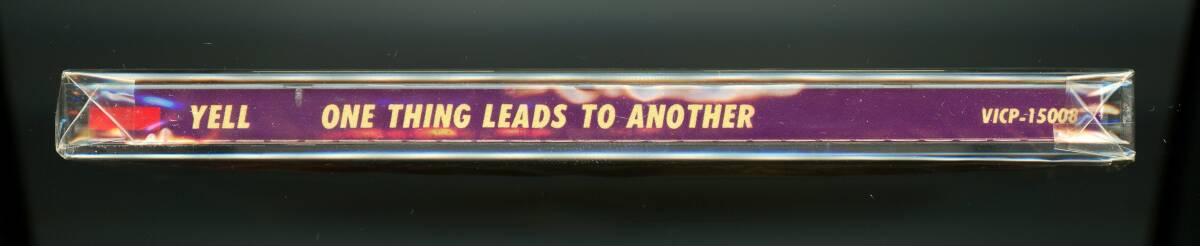 YELL ONE THING LEADS TO ANOTHER VICP-15008